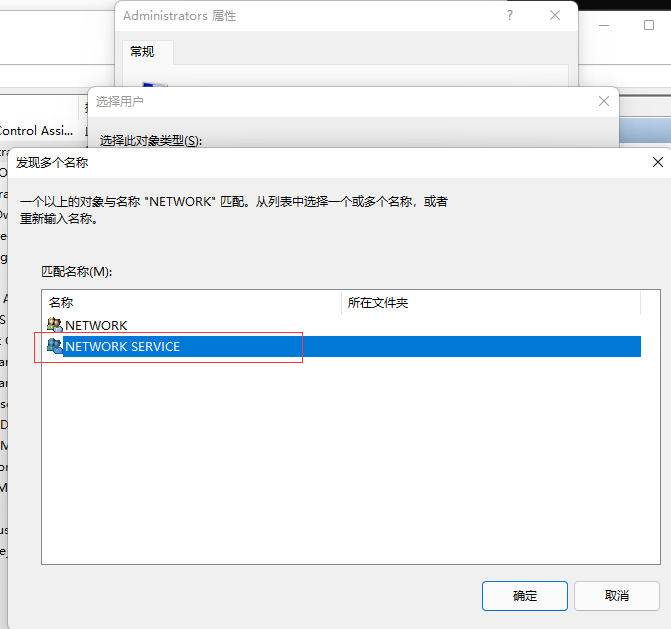 Administrators 属性
?
常规
选择用户
选择此对象类型(S):
Control Assi...
发现多个名称
一个以上的对象与名称 "NETWORK" 匹配。从列表中选择一个或多个名称，或者
重新输入名称。
匹配名称(M):
名称
所在文件夹
NETWORK
NETWORK SERVICE
确定
取消